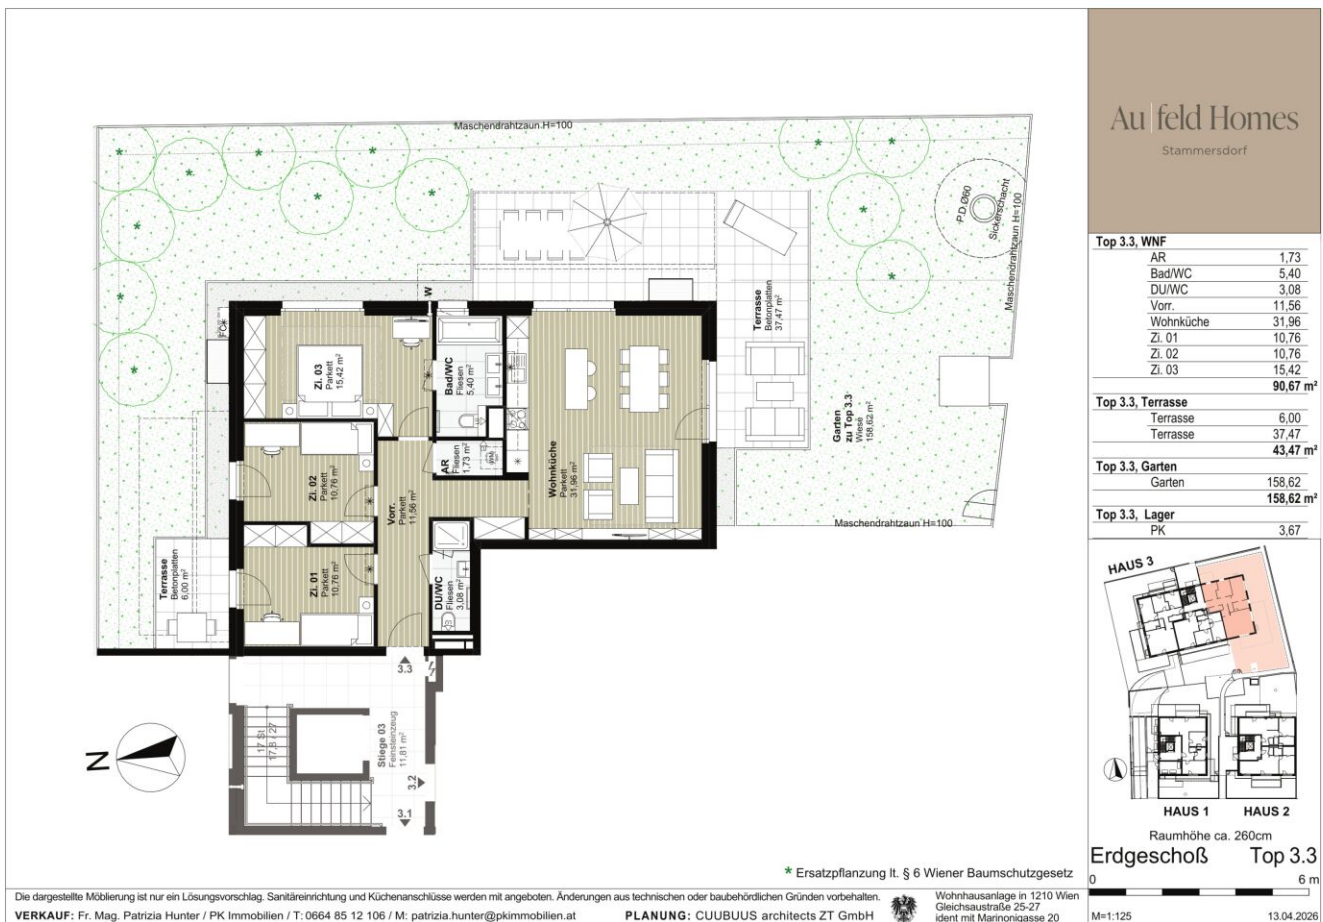 Maschendrahtzaun H=100
P.D.Ø60
Sickerschacht
Maschendrahtzaun H=100
W
FC*
Terrasse
Betonplatten
37,47 m²
Zi. 03
Parkett
15,42 m²
Bad/WC
Fliesen
5,40 m²
Garten
zu Top 3.3
Wiese
158,62 m²
AR
Fliesen
1,73 m²
WM
Wohnküche
Parkett
31,96 m²
Zi. 02
Parkett
10,76 m²
Vorr.
Parkett
11,56 m²
Maschendrahtzaun H=100
Terrasse
Betonplatten
6,00 m²
Zi. 01
Parkett
10,76 m²
DU/WC
Fliesen
3,08 m²
3.3
17 St
17,8 / 27
Stiege 03
Feinsteinzeug
11,81 m²
3.2
3.1
N
* Ersatzpflanzung lt. § 6 Wiener Baumschutzgesetz
Au|feld Homes
Stammersdorf
Top 3.3, WNF
AR 1,73
Bad/WC 5,40
DU/WC 3,08
Vorr. 11,56
Wohnküche 31,96
Zi. 01 10,76
Zi. 02 10,76
Zi. 03 15,42
90,67 m²
Top 3.3, Terrasse
Terrasse 6,00
Terrasse 37,47
43,47 m²
Top 3.3, Garten
Garten 158,62
158,62 m²
Top 3.3, Lager
PK 3,67
HAUS 3
HAUS 1 HAUS 2
Raumhöhe ca. 260cm
Erdgeschoß Top 3.3
0 6 m
M=1:125 13.04.2026
Die dargestellte Möblierung ist nur ein Lösungsvorschlag. Sanitäreinrichtung und Küchenanschlüsse werden mit angeboten. Änderungen aus technischen oder baubehördlichen Gründen vorbehalten.
VERKAUF: Fr. Mag. Patrizia Hunter / PK Immobilien / T: 0664 85 12 106 / M: patrizia.hunter@pkimmobilien.at PLANUNG: CUUBUUS architects ZT GmbH
Wohnhausanlage in 1210 Wien
Gleichsaustraße 25-27
ident mit Marinonigasse 20